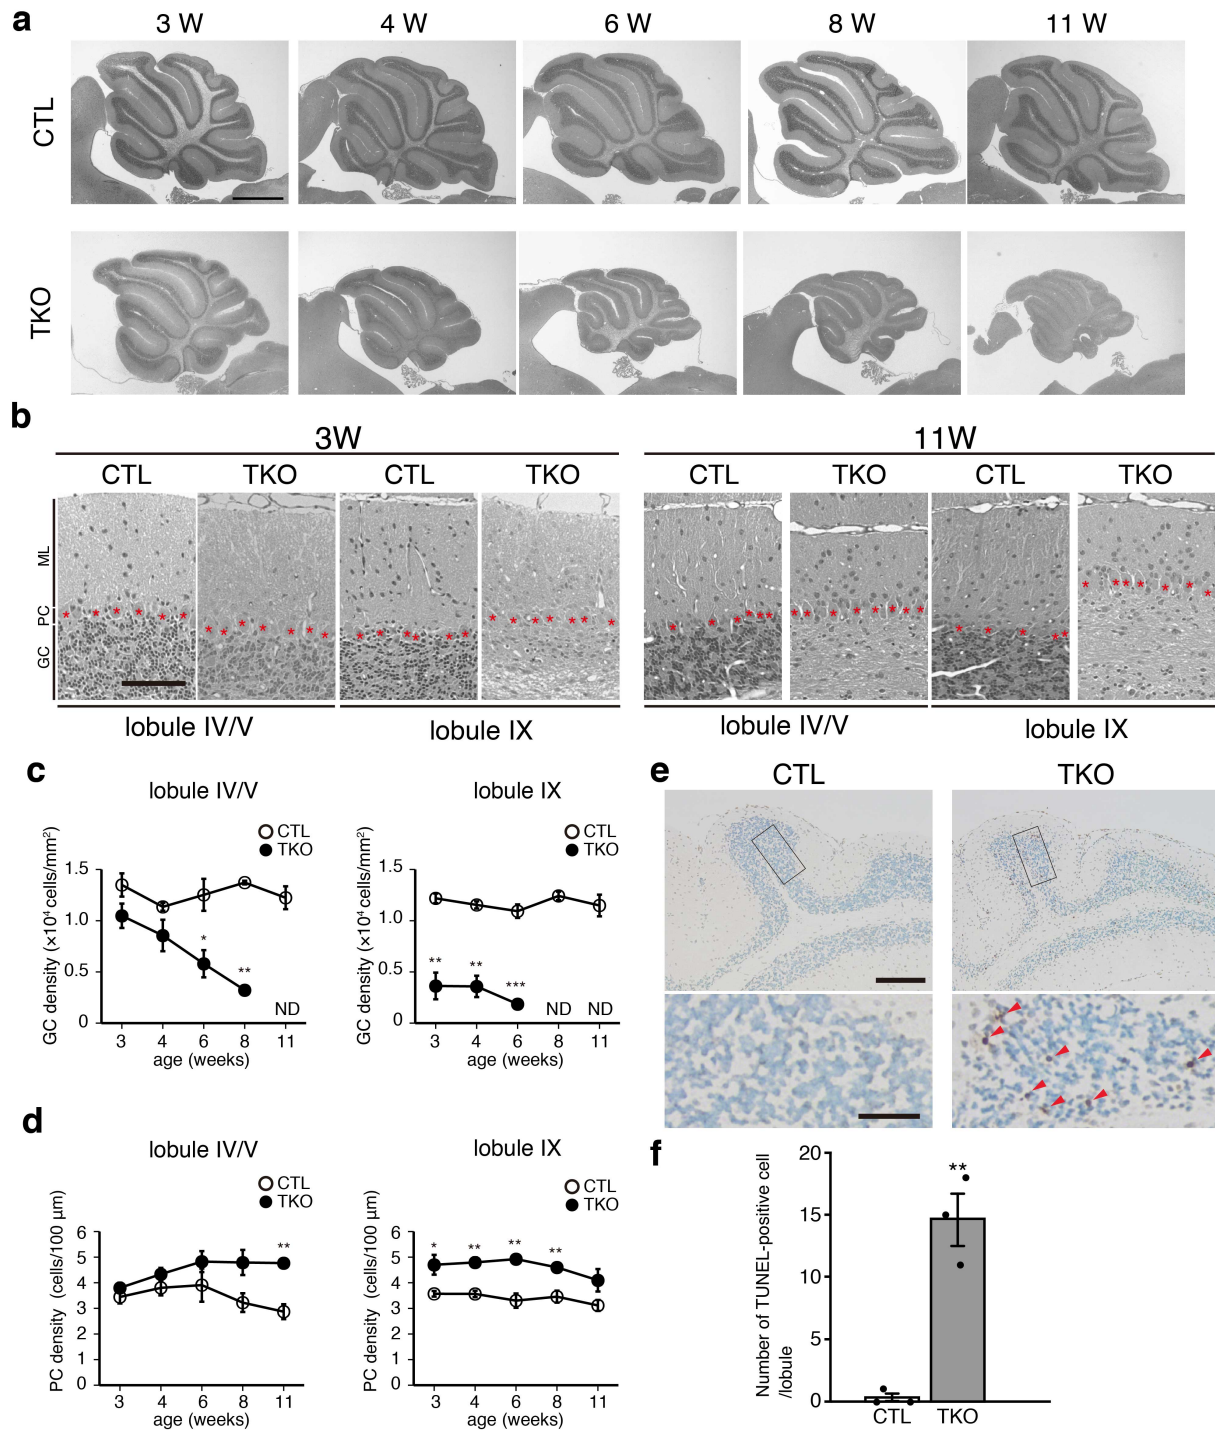 a
3 W 4 W 6 W 8 W 11 W
CTL
TKO
b
3W 11W
CTL TKO CTL TKO CTL TKO CTL TKO
ML
PC
GC
* * * * * * * * * * * * * * * * * * * * * * * *
* * * * * * * * * * * * * * * * * * * * * * * *
lobule IV/V lobule IX lobule IV/V lobule IX
c
lobule IV/V
CTL
TKO
GC density (×10⁴ cells/mm²)
1.5
1.0
0.5
0
*
**
ND
3 4 6 8 11
age (weeks)
lobule IX
CTL
TKO
GC density (×10⁴ cells/mm²)
1.5
1.0
0.5
0
** ** ***
ND ND
3 4 6 8 11
age (weeks)
d
lobule IV/V
CTL
TKO
PC density (cells/100 µm)
6
5
4
3
2
1
0
**
3 4 6 8 11
age (weeks)
lobule IX
CTL
TKO
PC density (cells/100 µm)
6
5
4
3
2
1
0
* ** ** **
3 4 6 8 11
age (weeks)
e
CTL TKO
f
Number of TUNEL-positive cell
/lobule
20
15
10
5
0
**
CTL TKO